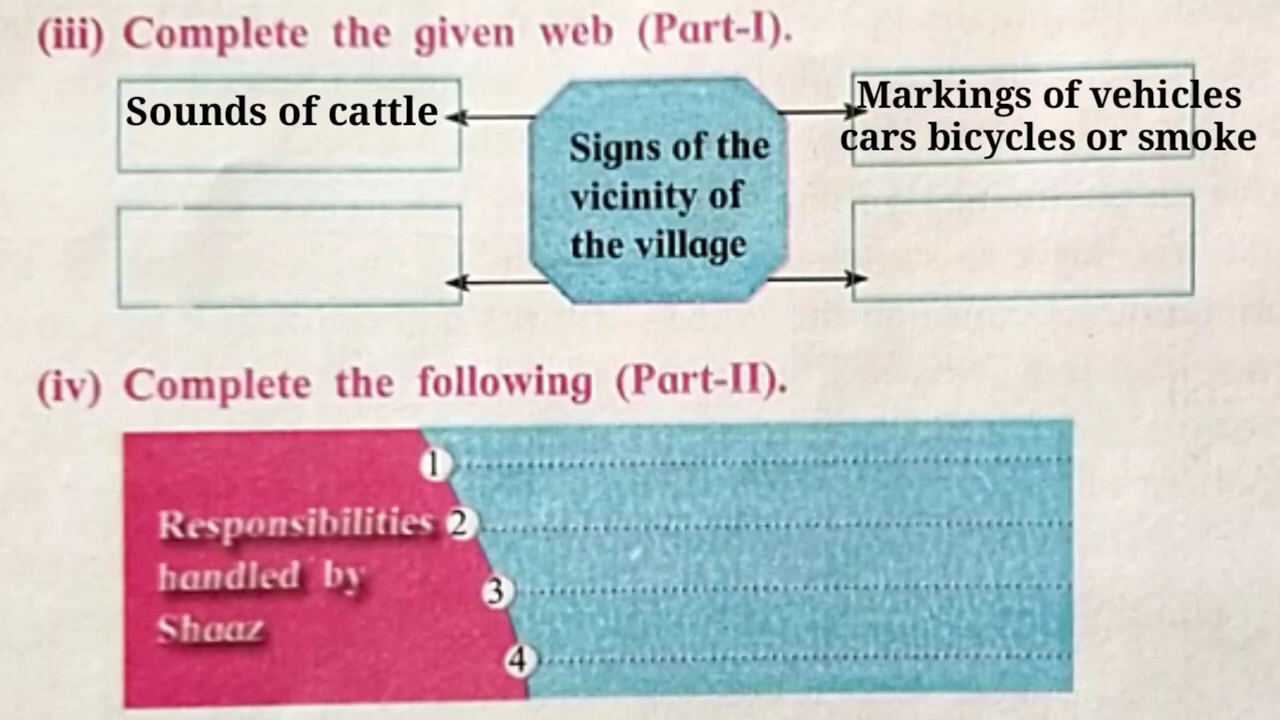 (iii) Complete the given web (Part-I).
Sounds of cattle
Signs of the
vicinity of
the village
Markings of vehicles
cars bicycles or smoke
(iv) Complete the following (Part-II).
Responsibilities
handled by
Shaaz
1
2
3
4